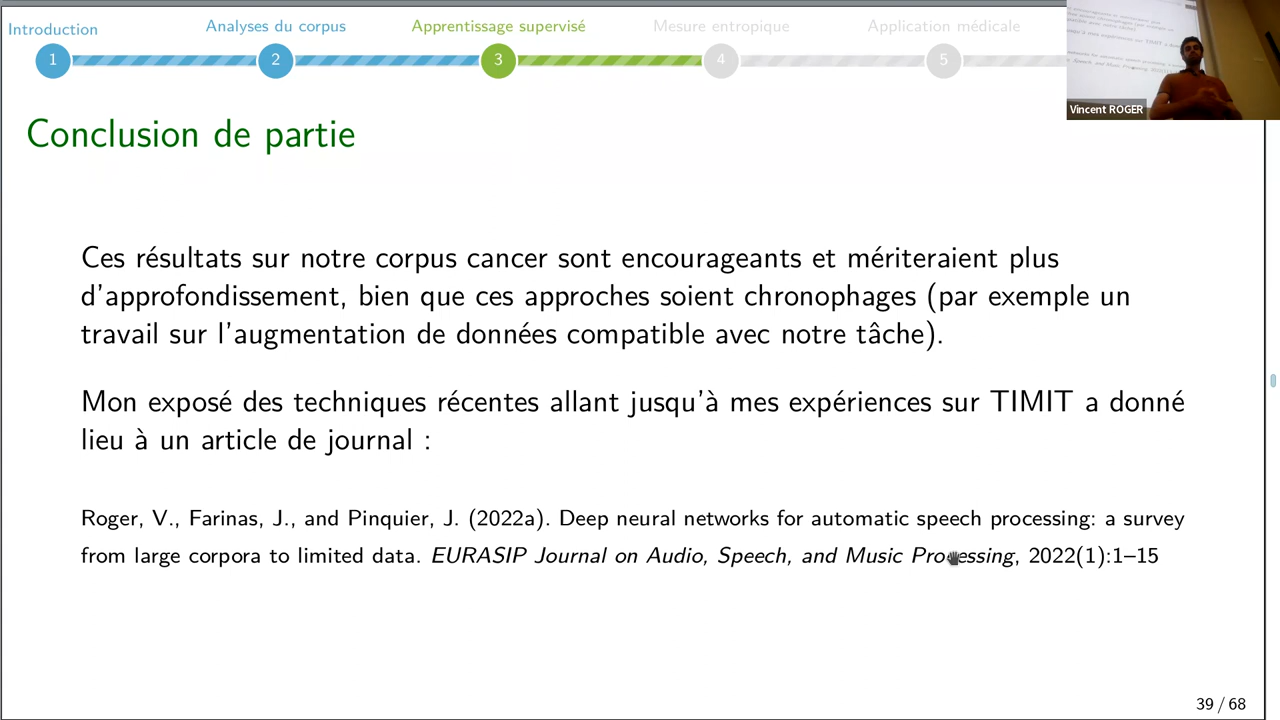 Introduction
Analyses du corpus
Apprentissage supervisé
Mesure entropique
Application médicale
1
2
3
4
5
Vincent ROGER
Conclusion de partie
Ces résultats sur notre corpus cancer sont encourageants et mériteraient plus
d'approfondissement, bien que ces approches soient chronophages (par exemple un
travail sur l'augmentation de données compatible avec notre tâche).
Mon exposé des techniques récentes allant jusqu'à mes expériences sur TIMIT a donné
lieu à un article de journal :
Roger, V., Farinas, J., and Pinquier, J. (2022a). Deep neural networks for automatic speech processing: a survey
from large corpora to limited data. EURASIP Journal on Audio, Speech, and Music Processing, 2022(1):1–15
39 / 68